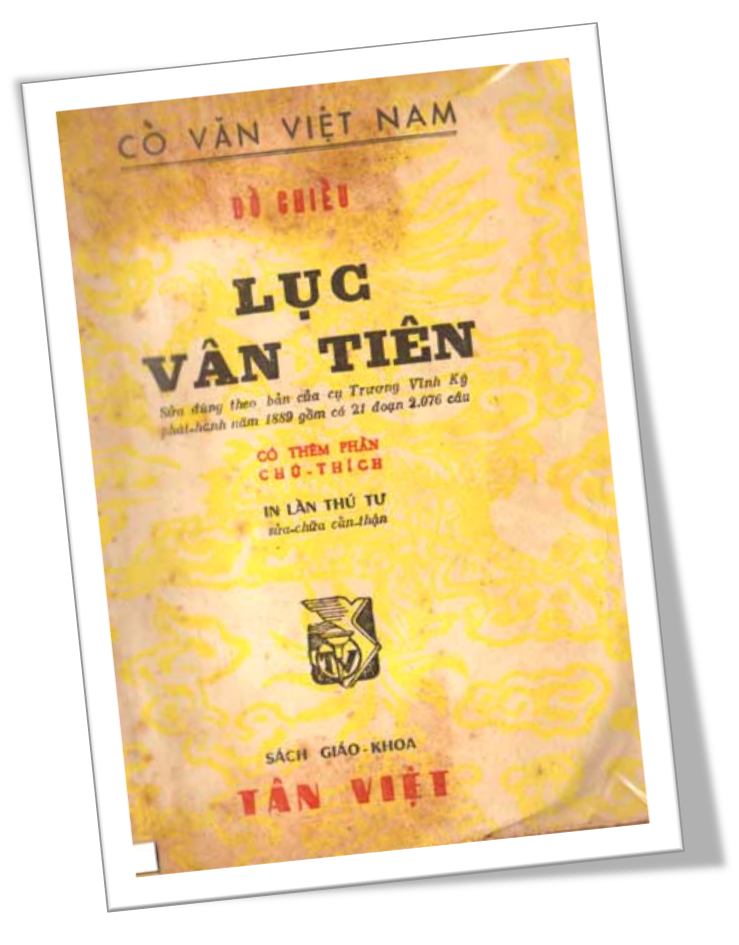 CỔ VĂN VIỆT NAM
ĐỒ CHIỂU
LỤC
VÂN TIÊN
Sửa đúng theo bản của cụ Trương Vĩnh Ký
phát-hành năm 1889 gồm có 21 đoạn 2.076 câu
CÓ THÊM PHẦN
CHÚ-THÍCH
IN LẦN THỨ TƯ
sửa-chữa cẩn-thận
TV
SÁCH GIÁO-KHOA
TÂN VIỆT